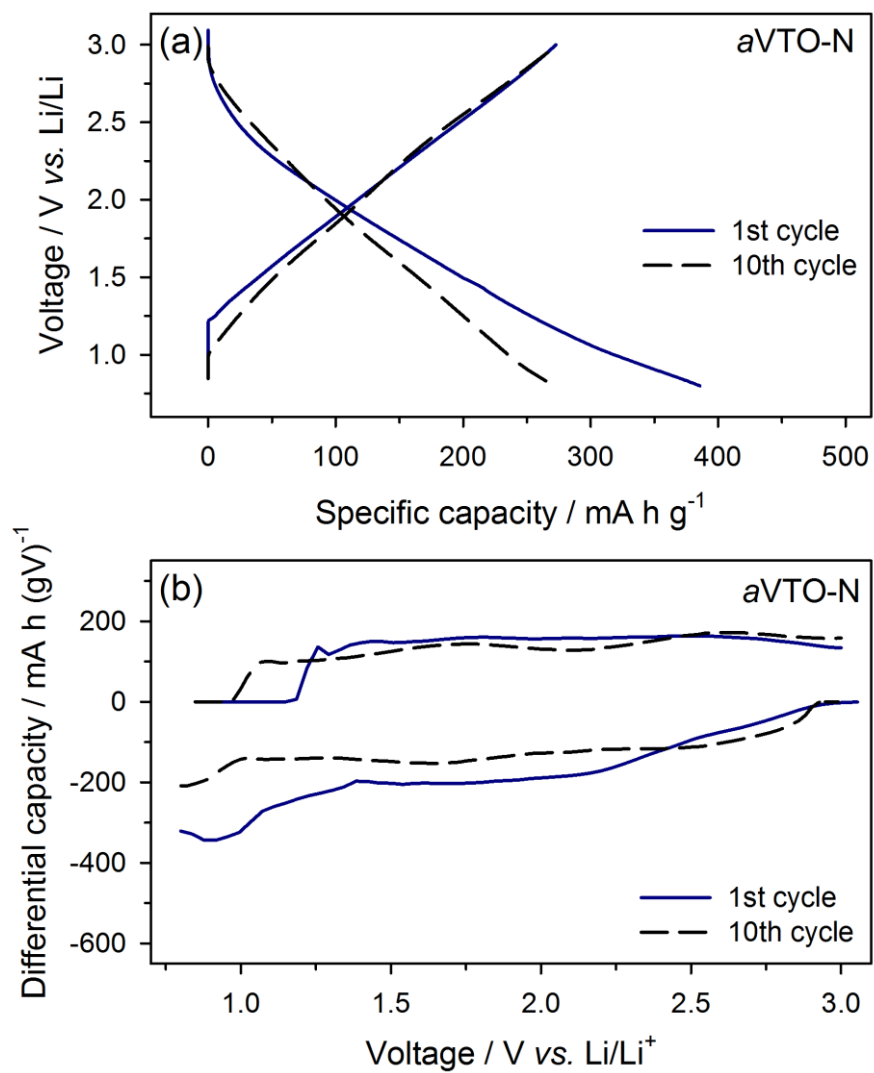 (a)
aVTO-N
3.0
2.5
2.0
1.5
1.0
Voltage / V vs. Li/Li
1st cycle
10th cycle
0 100 200 300 400 500
Specific capacity / mA h g⁻¹
(b)
aVTO-N
200
0
-200
-400
-600
Differential capacity / mA h (gV)⁻¹
1st cycle
10th cycle
1.0 1.5 2.0 2.5 3.0
Voltage / V vs. Li/Li⁺